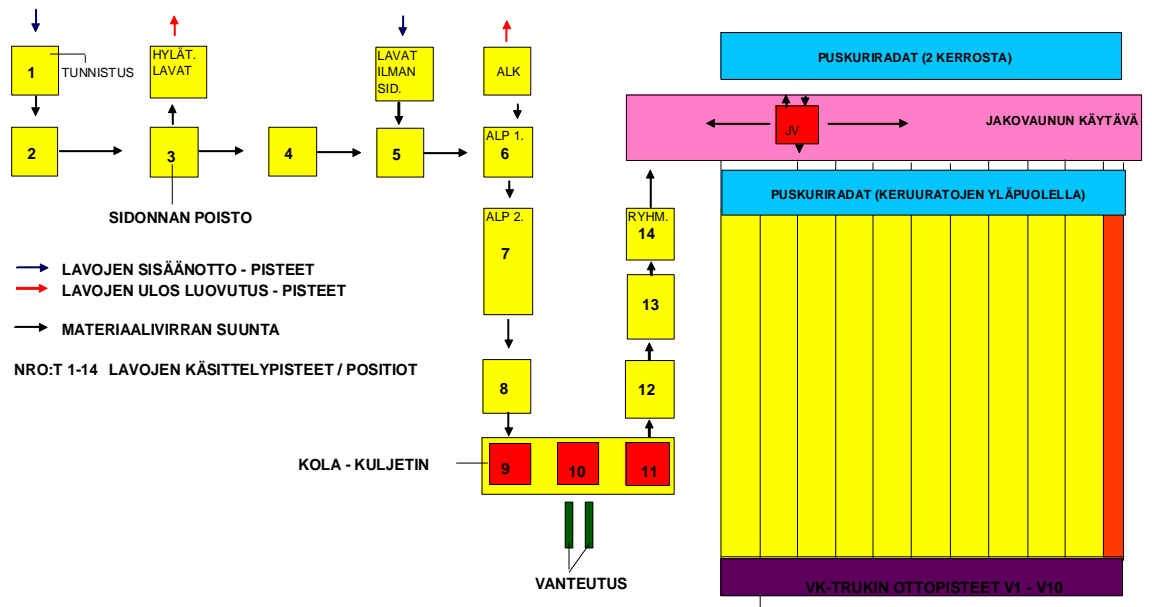 HYLÄT.
LAVAT
LAVAT
ILMAN
SID.
ALK
1
TUNNISTUS
2
3
4
5
ALP 1.
6
SIDONNAN POISTO
ALP 2.
7
LAVOJEN SISÄÄNOTTO - PISTEET
LAVOJEN ULOS LUOVUTUS - PISTEET
MATERIAALIVIRRAN SUUNTA
NRO:T 1-14 LAVOJEN KÄSITTELYPISTEET / POSITIOT
8
KOLA - KULJETIN
9
10
11
VANTEUTUS
12
13
RYHM.
14
PUSKURIRADAT (2 KERROSTA)
JV
JAKOVAUNUN KÄYTÄVÄ
PUSKURIRADAT (KERUURATOJEN YLÄPUOLELLA)
VK-TRUKIN OTTOPISTEET V1 - V10